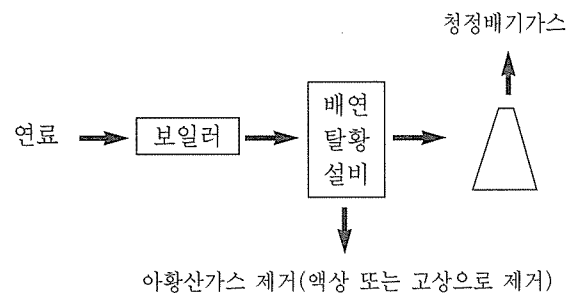 청정배기가스
연료
보일러
배연
탈황
설비
아황산가스 제거(액상 또는 고상으로 제거)